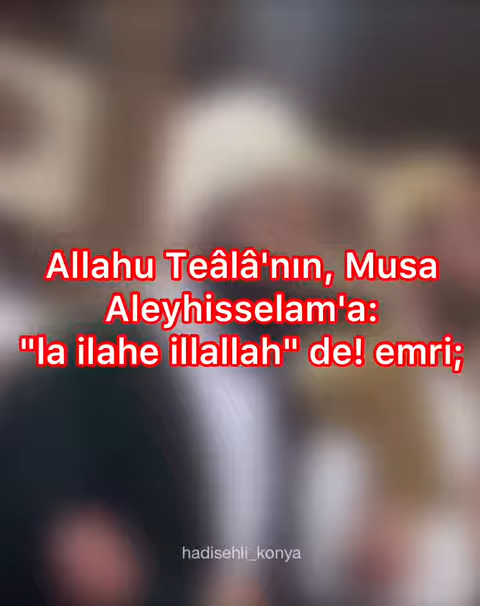 Allahu Teâlâ'nın, Musa
Aleyhisselam'a:
"la ilahe illallah" de! emri;
hadisehli_konya